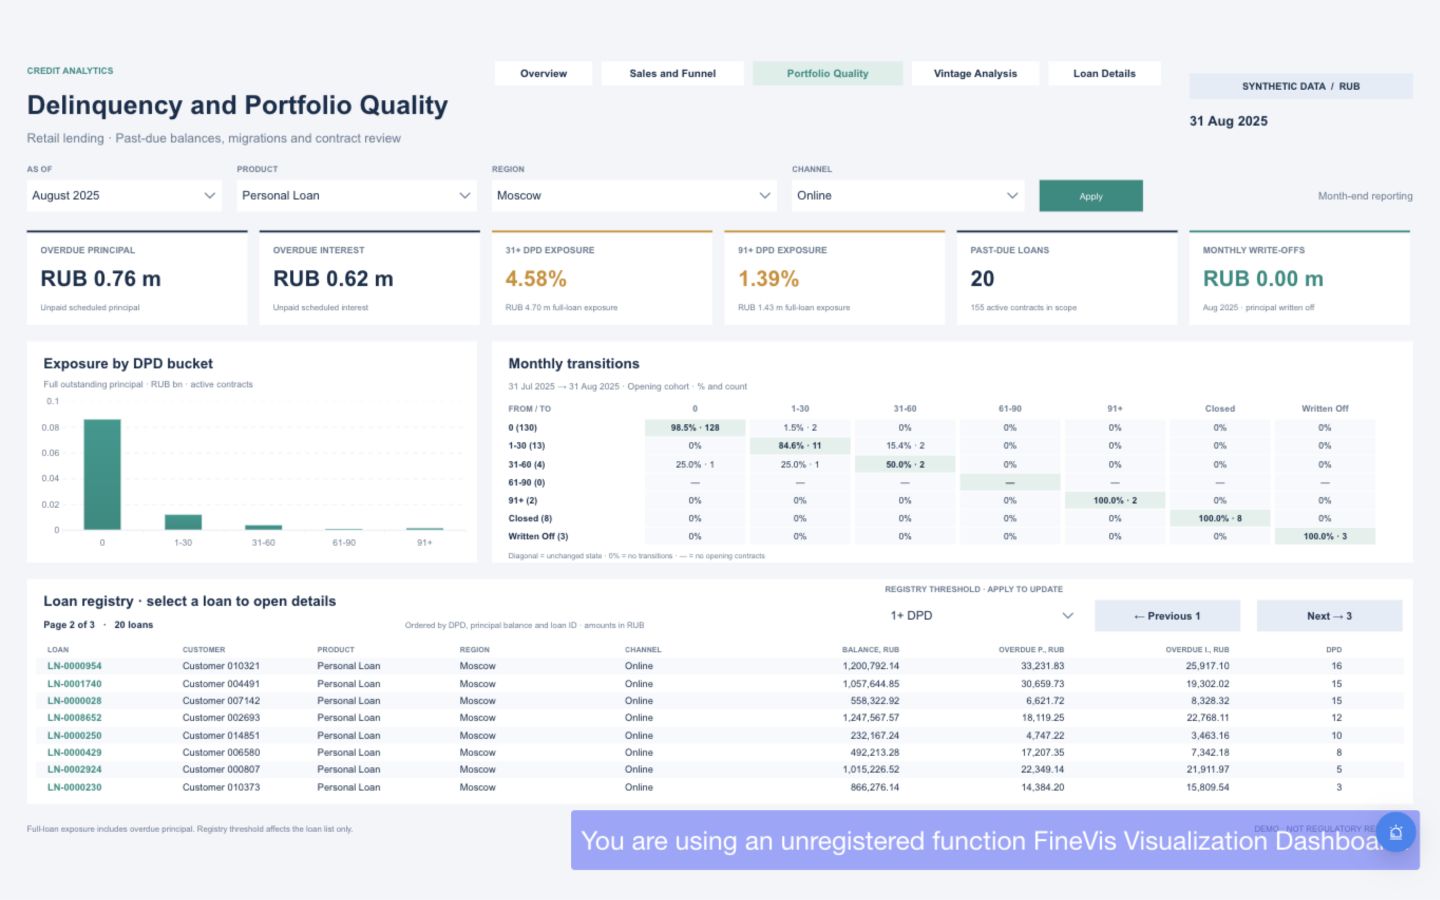 CREDIT ANALYTICS
Overview
Sales and Funnel
Portfolio Quality
Vintage Analysis
Loan Details
SYNTHETIC DATA / RUB
Delinquency and Portfolio Quality
31 Aug 2025
Retail lending · Past-due balances, migrations and contract review
AS OF
PRODUCT
REGION
CHANNEL
August 2025
Personal Loan
Moscow
Online
Apply
Month-end reporting
OVERDUE PRINCIPAL
RUB 0.76 m
Unpaid scheduled principal
OVERDUE INTEREST
RUB 0.62 m
Unpaid scheduled interest
31+ DPD EXPOSURE
4.58%
RUB 4.70 m full-loan exposure
91+ DPD EXPOSURE
1.39%
RUB 1.43 m full-loan exposure
PAST-DUE LOANS
20
155 active contracts in scope
MONTHLY WRITE-OFFS
RUB 0.00 m
Aug 2025 · principal written off
Exposure by DPD bucket
Full outstanding principal · RUB bn · active contracts
0.1
0.08
0.06
0.04
0.02
0
0 1-30 31-60 61-90 91+
Monthly transitions
31 Jul 2025 → 31 Aug 2025 · Opening cohort · % and count
FROM / TO 0 1-30 31-60 61-90 91+ Closed Written Off
0 (130) 98.5% · 128 1.5% · 2 0% 0% 0% 0% 0%
1-30 (13) 0% 84.6% · 11 15.4% · 2 0% 0% 0% 0%
31-60 (4) 25.0% · 1 25.0% · 1 50.0% · 2 0% 0% 0% 0%
61-90 (0) — — — — — — —
91+ (2) 0% 0% 0% 0% 100.0% · 2 0% 0%
Closed (8) 0% 0% 0% 0% 0% 100.0% · 8 0%
Written Off (3) 0% 0% 0% 0% 0% 0% 100.0% · 3
Diagonal = unchanged state · 0% = no transitions · — = no opening contracts
Loan registry · select a loan to open details
Page 2 of 3 · 20 loans
Ordered by DPD, principal balance and loan ID · amounts in RUB
REGISTRY THRESHOLD · APPLY TO UPDATE
1+ DPD
← Previous 1
Next → 3
LOAN CUSTOMER PRODUCT REGION CHANNEL BALANCE, RUB OVERDUE P., RUB OVERDUE I., RUB DPD
LN-0000954 Customer 010321 Personal Loan Moscow Online 1,200,792.14 33,231.83 25,917.10 16
LN-0001740 Customer 004491 Personal Loan Moscow Online 1,057,644.85 30,659.73 19,302.02 15
LN-0000028 Customer 007142 Personal Loan Moscow Online 558,322.92 6,621.72 8,328.32 15
LN-0008652 Customer 002693 Personal Loan Moscow Online 1,247,567.57 18,119.25 22,768.11 12
LN-0000250 Customer 014851 Personal Loan Moscow Online 232,167.24 4,747.22 3,463.16 10
LN-0000429 Customer 006580 Personal Loan Moscow Online 492,213.28 17,207.35 7,342.18 8
LN-0002924 Customer 000807 Personal Loan Moscow Online 1,015,226.52 22,349.14 21,911.97 5
LN-0000230 Customer 010373 Personal Loan Moscow Online 866,276.14 14,384.20 15,809.54 3
Full-loan exposure includes overdue principal. Registry threshold affects the loan list only.
DEMO · NOT REGULATORY
You are using an unregistered function FineVis Visualization